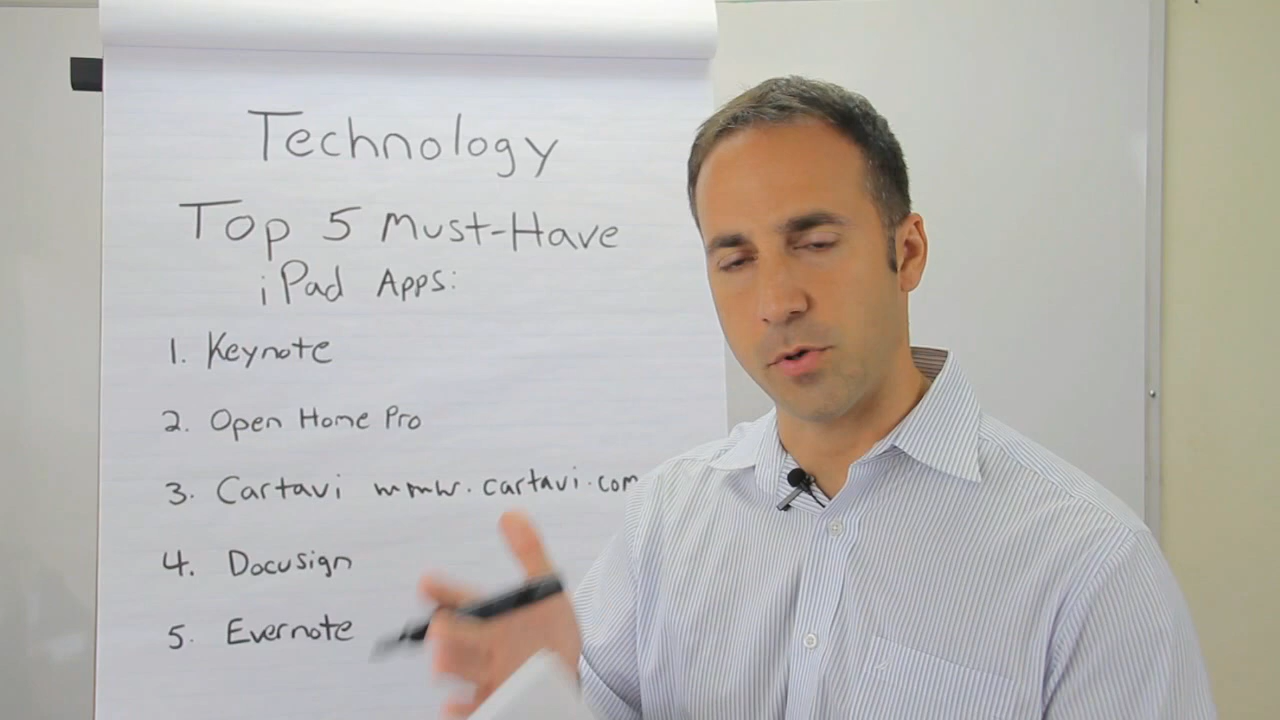 Technology
Top 5 Must-Have
iPad Apps:
1. Keynote
2. Open Home Pro
3. Cartavi www.cartavi.com
4. Docusign
5. Evernote